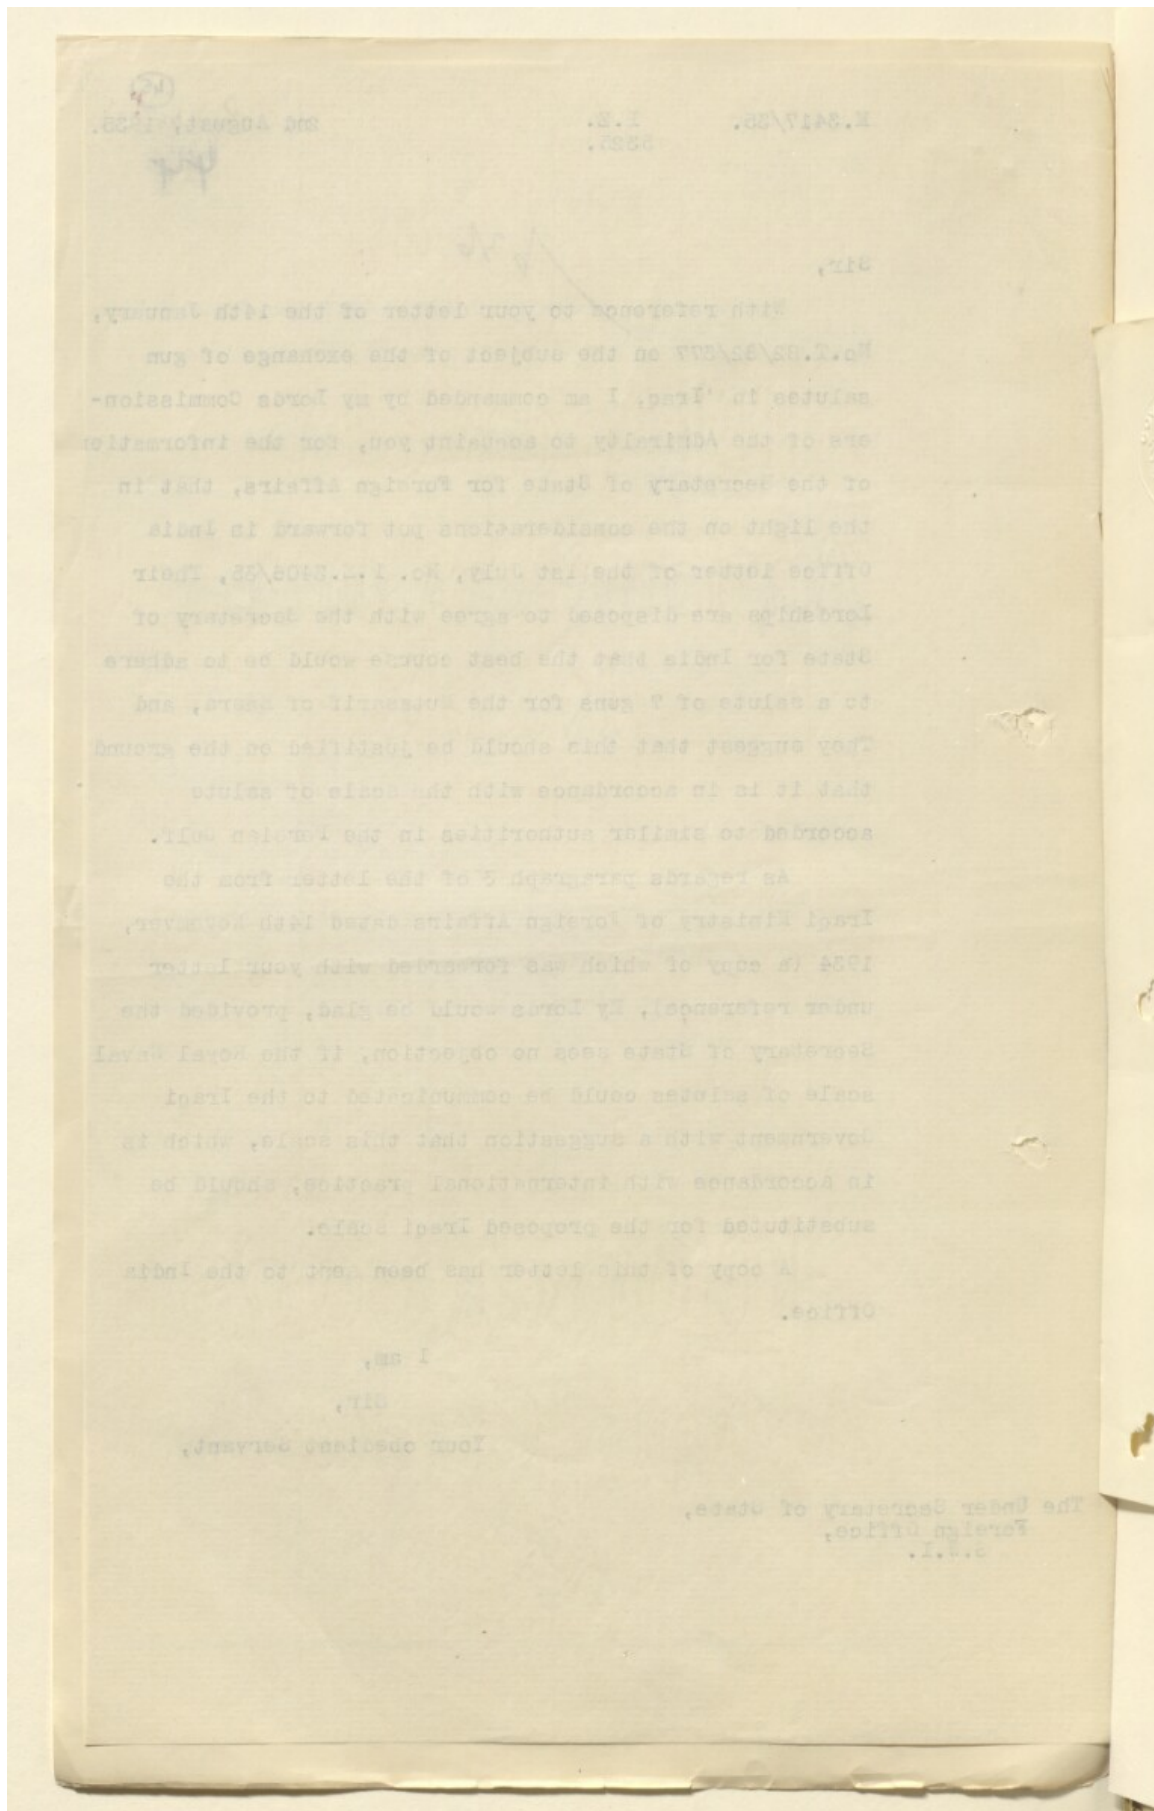 M.3417/35.
2nd August, 1935.
Sir,
With reference to your letter of the 14th January,
on the subject of the exchange of gun
salutes in 'Iraq, I am commanded by my Lords Commission-
ers of the Admiralty to acquaint you, for the information
of the Secretary of State for Foreign Affairs, that in
the light on the considerations put forward in India
Office letter of the 1st July, No. Their
Lordships are disposed to agree with the Secretary of
State for India that the best course would be to adhere
to a salute of guns for the Mutasarif of Basra, and
They suggest that this should be justified on the ground
that it is in accordance with the scale of salute
accorded to similar authorities in the Persian Gulf.
As regards paragraph of the letter from the
Iraqi Ministry of Foreign Affairs dated 14th November,
1934 (a copy of which was forwarded with your letter
under reference), My Lords would be glad, provided the
Secretary of State sees no objection, if the Royal Naval
scale of salutes could be communicated to the Iraqi
Government with a suggestion that this scale, which is
in accordance with international practice, should be
substituted for the proposed Iraqi scale.
A copy of this letter has been sent to the India
Office.
I am,
Sir,
Your obedient Servant,
The Under Secretary of State,
Foreign Office,
S.W.1.